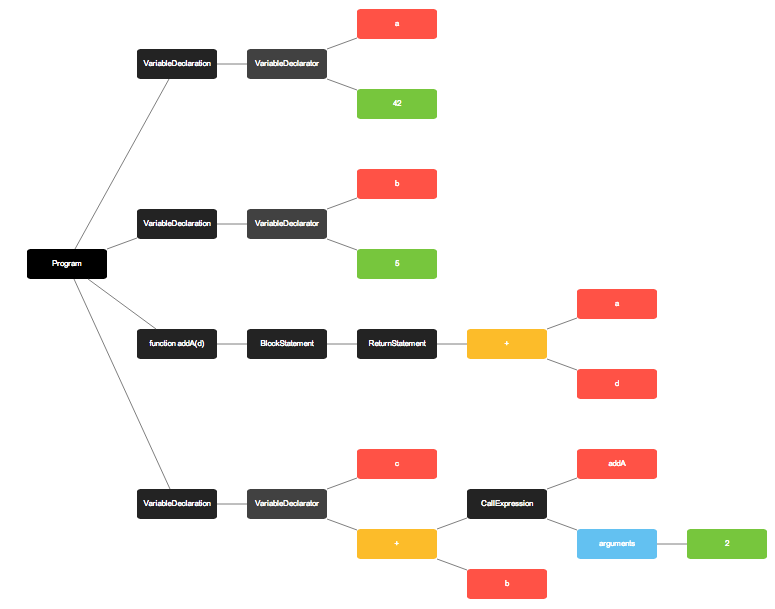 a
VariableDeclaration
VariableDeclarator
42
b
VariableDeclaration
VariableDeclarator
5
Program
a
function addA(d)
BlockStatement
ReturnStatement
+
d
c
addA
VariableDeclaration
VariableDeclarator
CallExpression
+
arguments
2
b